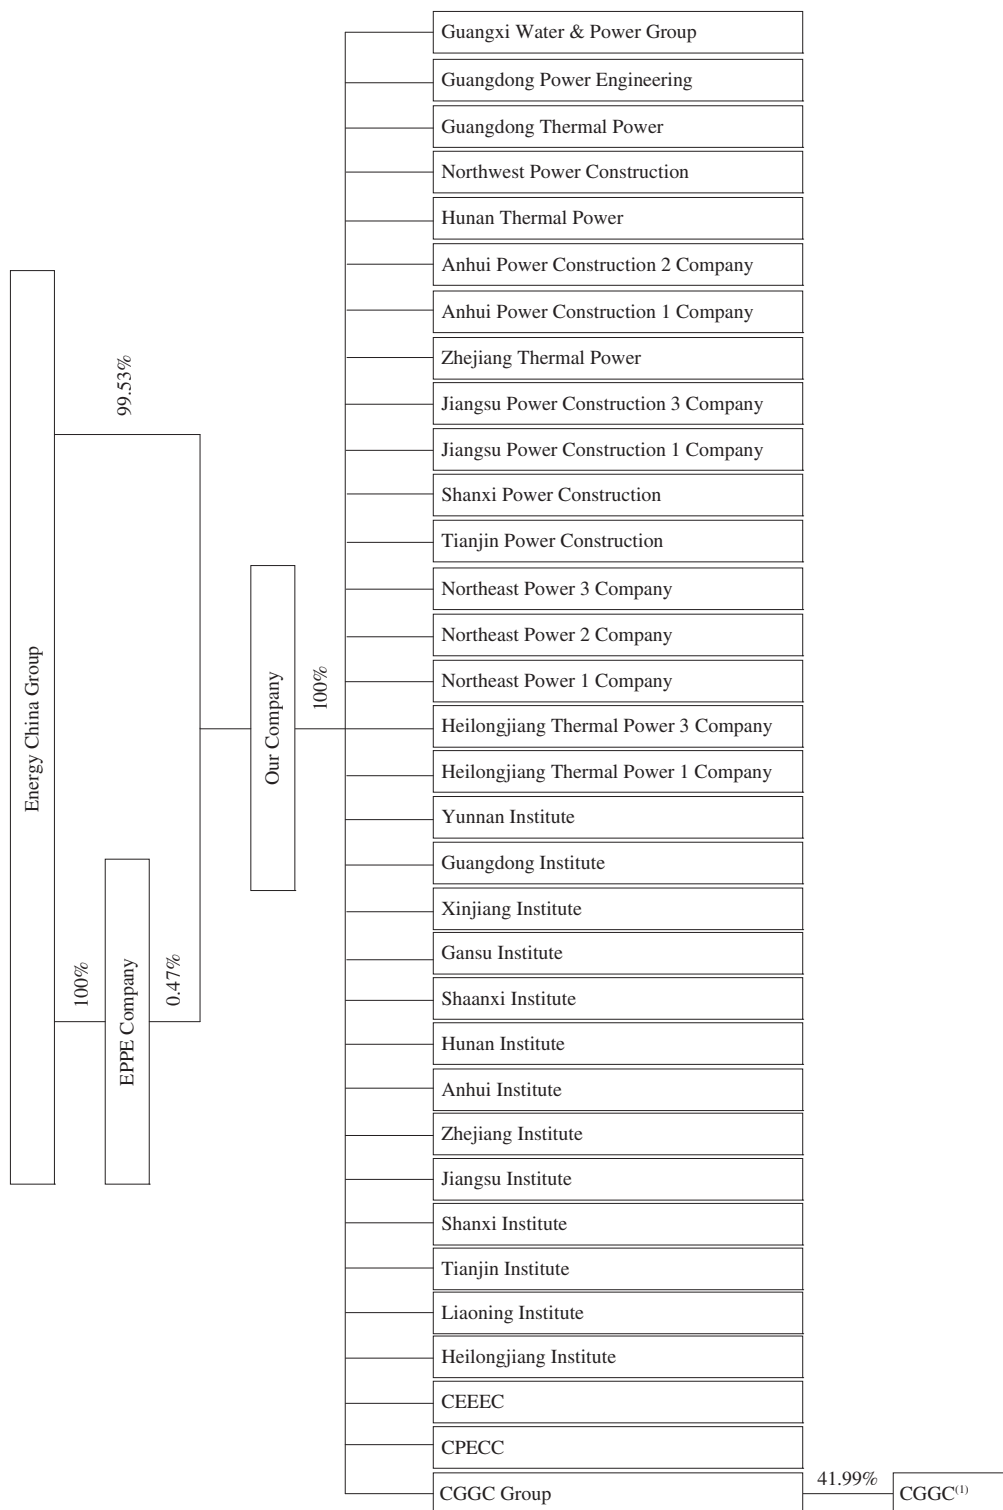 Energy China Group
100%
EPPE Company
99.53%
0.47%
Our Company
100%
Guangxi Water & Power Group
Guangdong Power Engineering
Guangdong Thermal Power
Northwest Power Construction
Hunan Thermal Power
Anhui Power Construction 2 Company
Anhui Power Construction 1 Company
Zhejiang Thermal Power
Jiangsu Power Construction 3 Company
Jiangsu Power Construction 1 Company
Shanxi Power Construction
Tianjin Power Construction
Northeast Power 3 Company
Northeast Power 2 Company
Northeast Power 1 Company
Heilongjiang Thermal Power 3 Company
Heilongjiang Thermal Power 1 Company
Yunnan Institute
Guangdong Institute
Xinjiang Institute
Gansu Institute
Shaanxi Institute
Hunan Institute
Anhui Institute
Zhejiang Institute
Jiangsu Institute
Shanxi Institute
Tianjin Institute
Liaoning Institute
Heilongjiang Institute
CEEEC
CPECC
CGGC Group
41.99%
CGGC(1)